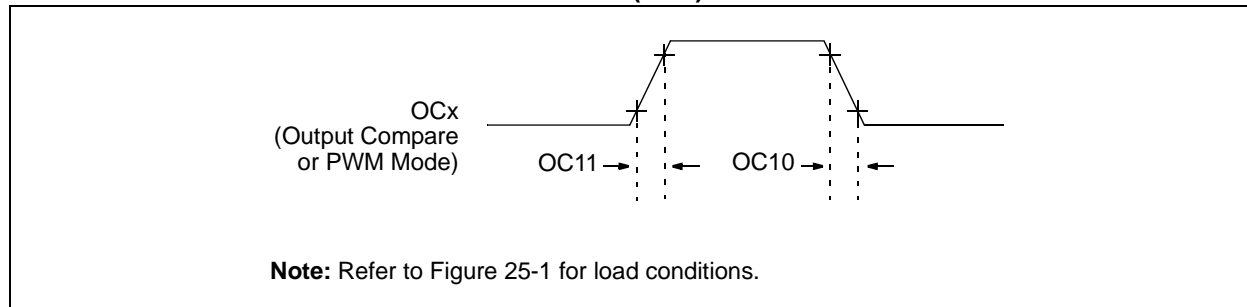 OCx
(Output Compare
or PWM Mode)
OC11
OC10
Note: Refer to Figure 25-1 for load conditions.